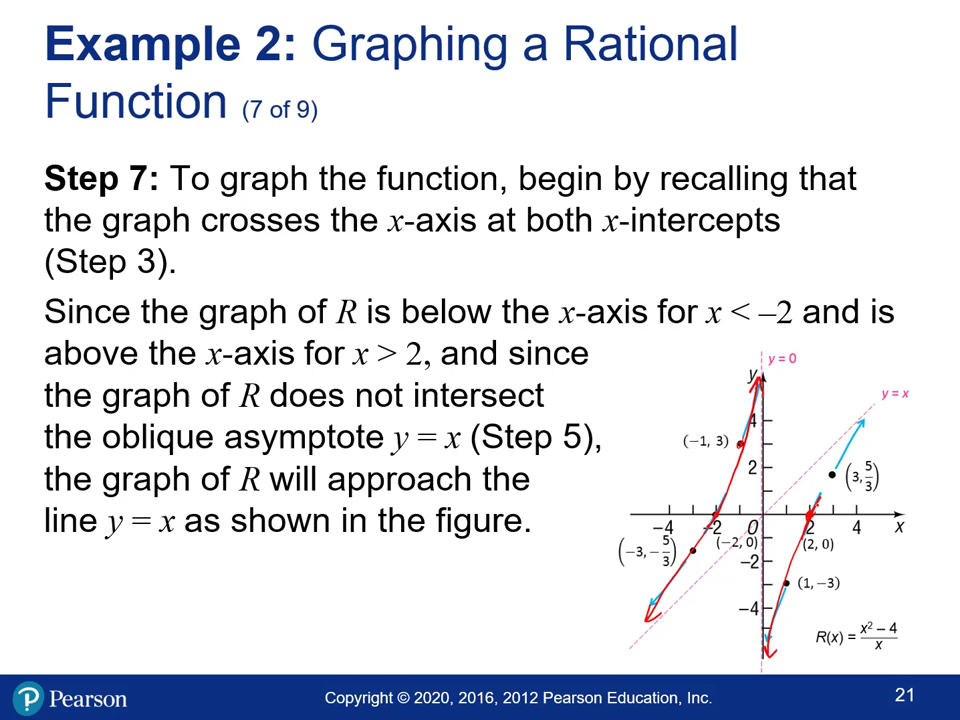 Example 2: Graphing a Rational
Function (7 of 9)
Step 7: To graph the function, begin by recalling that
the graph crosses the x-axis at both x-intercepts
(Step 3).
Since the graph of R is below the x-axis for x < –2 and is
above the x-axis for x > 2, and since
the graph of R does not intersect
the oblique asymptote y = x (Step 5),
the graph of R will approach the
line y = x as shown in the figure.
y = 0
y
y = x
4
(−1, 3)
2
(3, 5/3)
−4
−2
O
2
4
x
(−2, 0)
(2, 0)
(−3, −5/3)
−2
(1, −3)
−4
R(x) = x² – 4 / x
Pearson
Copyright © 2020, 2016, 2012 Pearson Education, Inc.
21